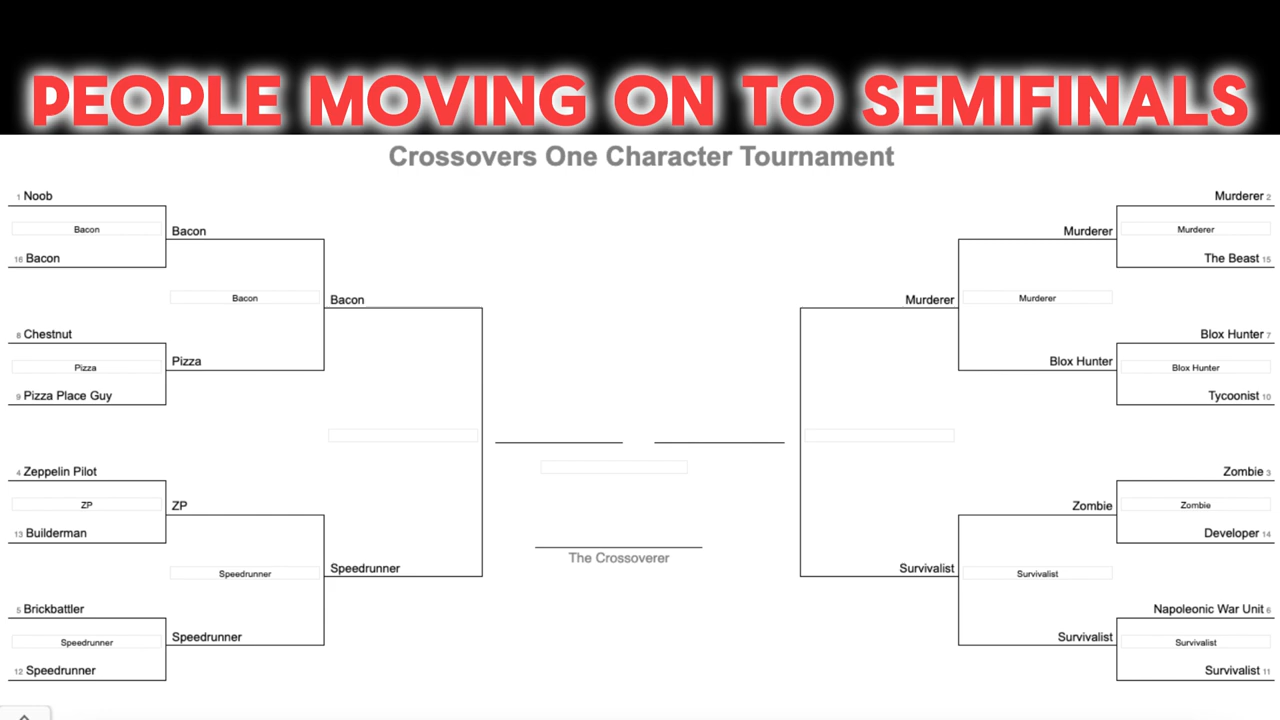 PEOPLE MOVING ON TO SEMIFINALS
Crossovers One Character Tournament
1 Noob
Bacon
16 Bacon
Bacon
8 Chestnut
Pizza
9 Pizza Place Guy
Pizza
Bacon
Bacon
4 Zeppelin Pilot
ZP
13 Builderman
ZP
5 Brickbattler
Speedrunner
12 Speedrunner
Speedrunner
Speedrunner
Speedrunner
The Crossoverer
Murderer 2
Murderer
The Beast 15
Murderer
Blox Hunter 7
Blox Hunter
Tycoonist 10
Blox Hunter
Murderer
Murderer
Zombie 3
Zombie
Developer 14
Zombie
Napoleonic War Unit 6
Survivalist
Survivalist 11
Survivalist
Survivalist
Survivalist